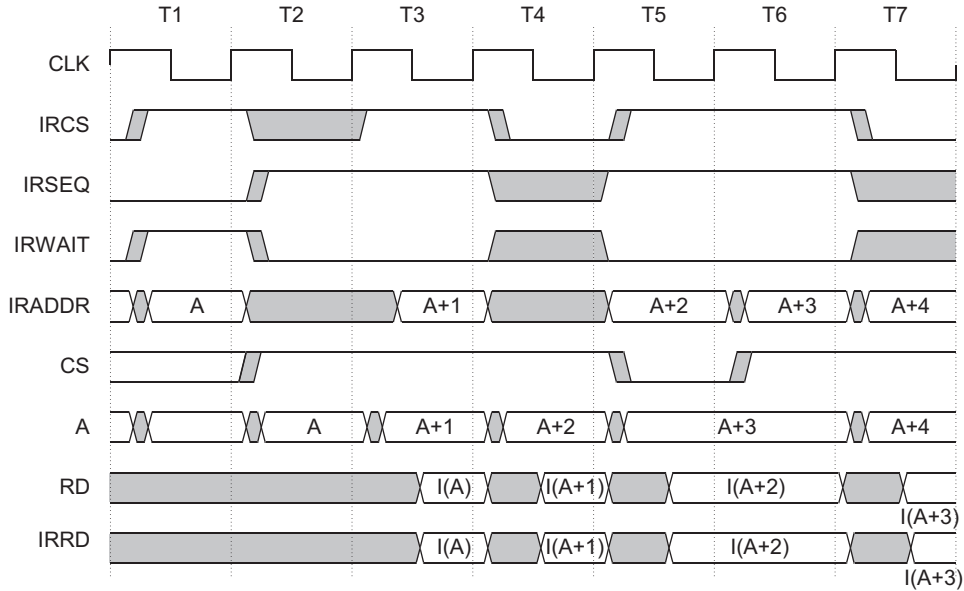 T1 T2 T3 T4 T5 T6 T7
CLK
IRCS
IRSEQ
IRWAIT
IRADDR A A+1 A+2 A+3 A+4
CS
A A A+1 A+2 A+3 A+4
RD I(A) I(A+1) I(A+2) I(A+3)
IRRD I(A) I(A+1) I(A+2) I(A+3)